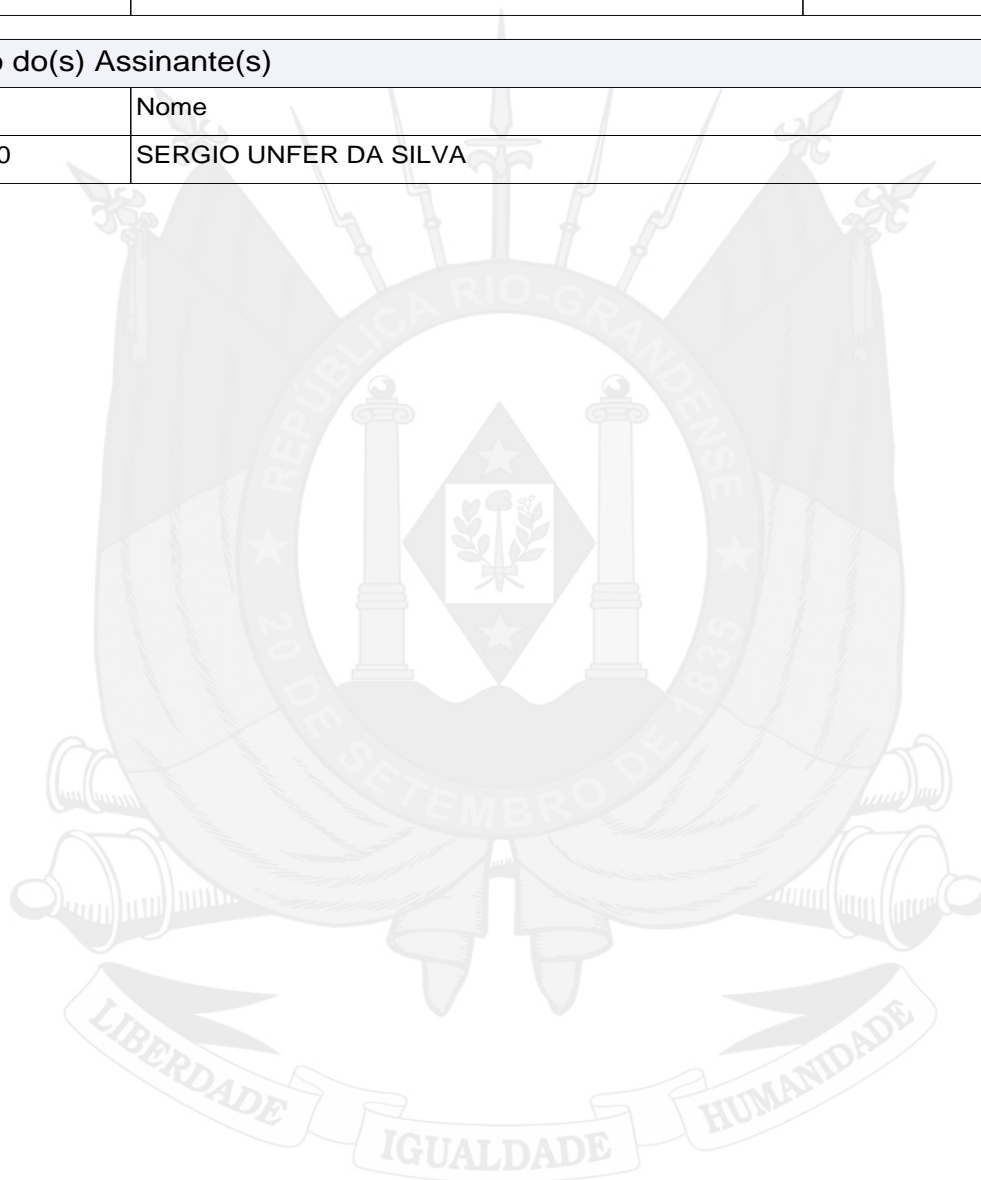 o do(s) Assinante(s)
Nome
0 SERGIO UNFER DA SILVA
REPÚBLICA RIO-GRANDENSE
20 DE SETEMBRO DE 1835
LIBERDADE IGUALDADE HUMANIDADE